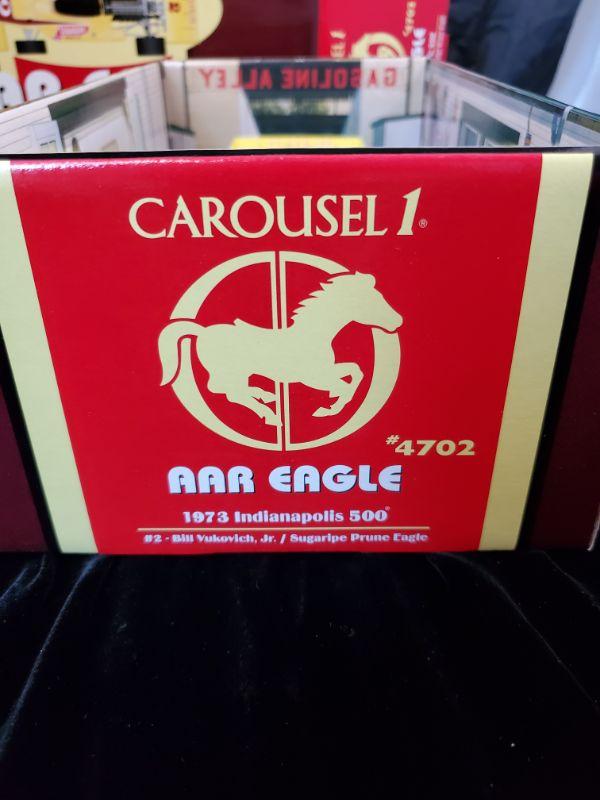 GASOLINE ALLEY
CAROUSEL 1®
#4702
AAR EAGLE
1973 Indianapolis 500®
#2 - Bill Vukovich, Jr. / Sugaripe Prune Eagle